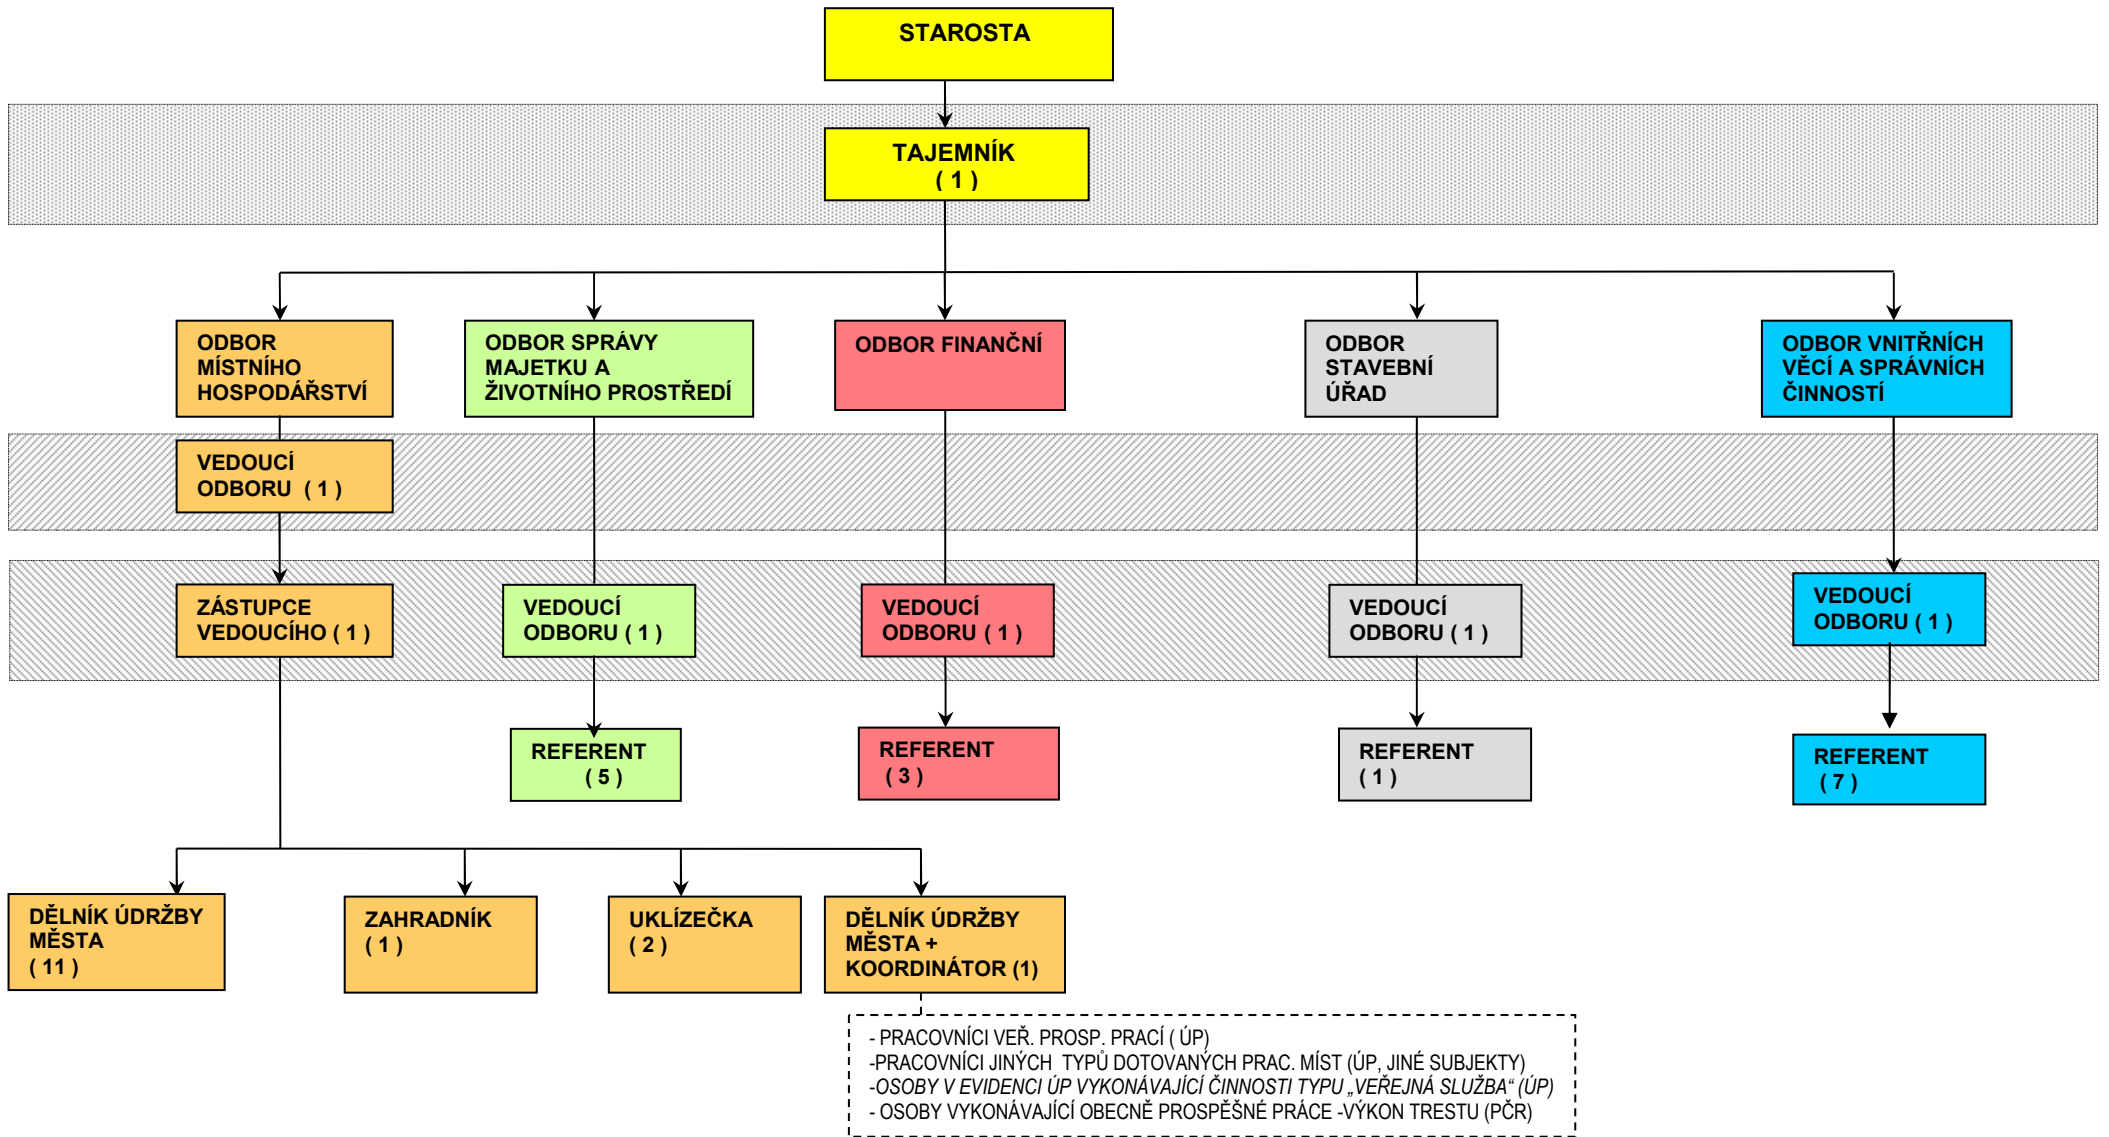 STAROSTA
TAJEMNÍK
( 1 )
ODBOR
MÍSTNÍHO
HOSPODÁŘSTVÍ
ODBOR SPRÁVY
MAJETKU A
ŽIVOTNÍHO PROSTŘEDÍ
ODBOR FINANČNÍ
ODBOR
STAVEBNÍ
ÚŘAD
ODBOR VNITŘNÍCH
VĚCÍ A SPRÁVNÍCH
ČINNOSTÍ
VEDOUCÍ
ODBORU ( 1 )
ZÁSTUPCE
VEDOUCÍHO ( 1 )
VEDOUCÍ
ODBORU ( 1 )
VEDOUCÍ
ODBORU ( 1 )
VEDOUCÍ
ODBORU ( 1 )
VEDOUCÍ
ODBORU ( 1 )
REFERENT
( 5 )
REFERENT
( 3 )
REFERENT
( 1 )
REFERENT
( 7 )
DĚLNÍK ÚDRŽBY
MĚSTA
( 11 )
ZAHRADNÍK
( 1 )
UKLÍZEČKA
( 2 )
DĚLNÍK ÚDRŽBY
MĚSTA +
KOORDINÁTOR (1)
- PRACOVNÍCI VEŘ. PROSP. PRACÍ ( ÚP)
-PRACOVNÍCI JINÝCH TYPŮ DOTOVANÝCH PRAC. MÍST (ÚP, JINÉ SUBJEKTY)
-OSOBY V EVIDENCI ÚP VYKONÁVAJÍCÍ ČINNOSTI TYPU „VEŘEJNÁ SLUŽBA“ (ÚP)
- OSOBY VYKONÁVAJÍCÍ OBECNĚ PROSPĚŠNÉ PRÁCE -VÝKON TRESTU (PČR)